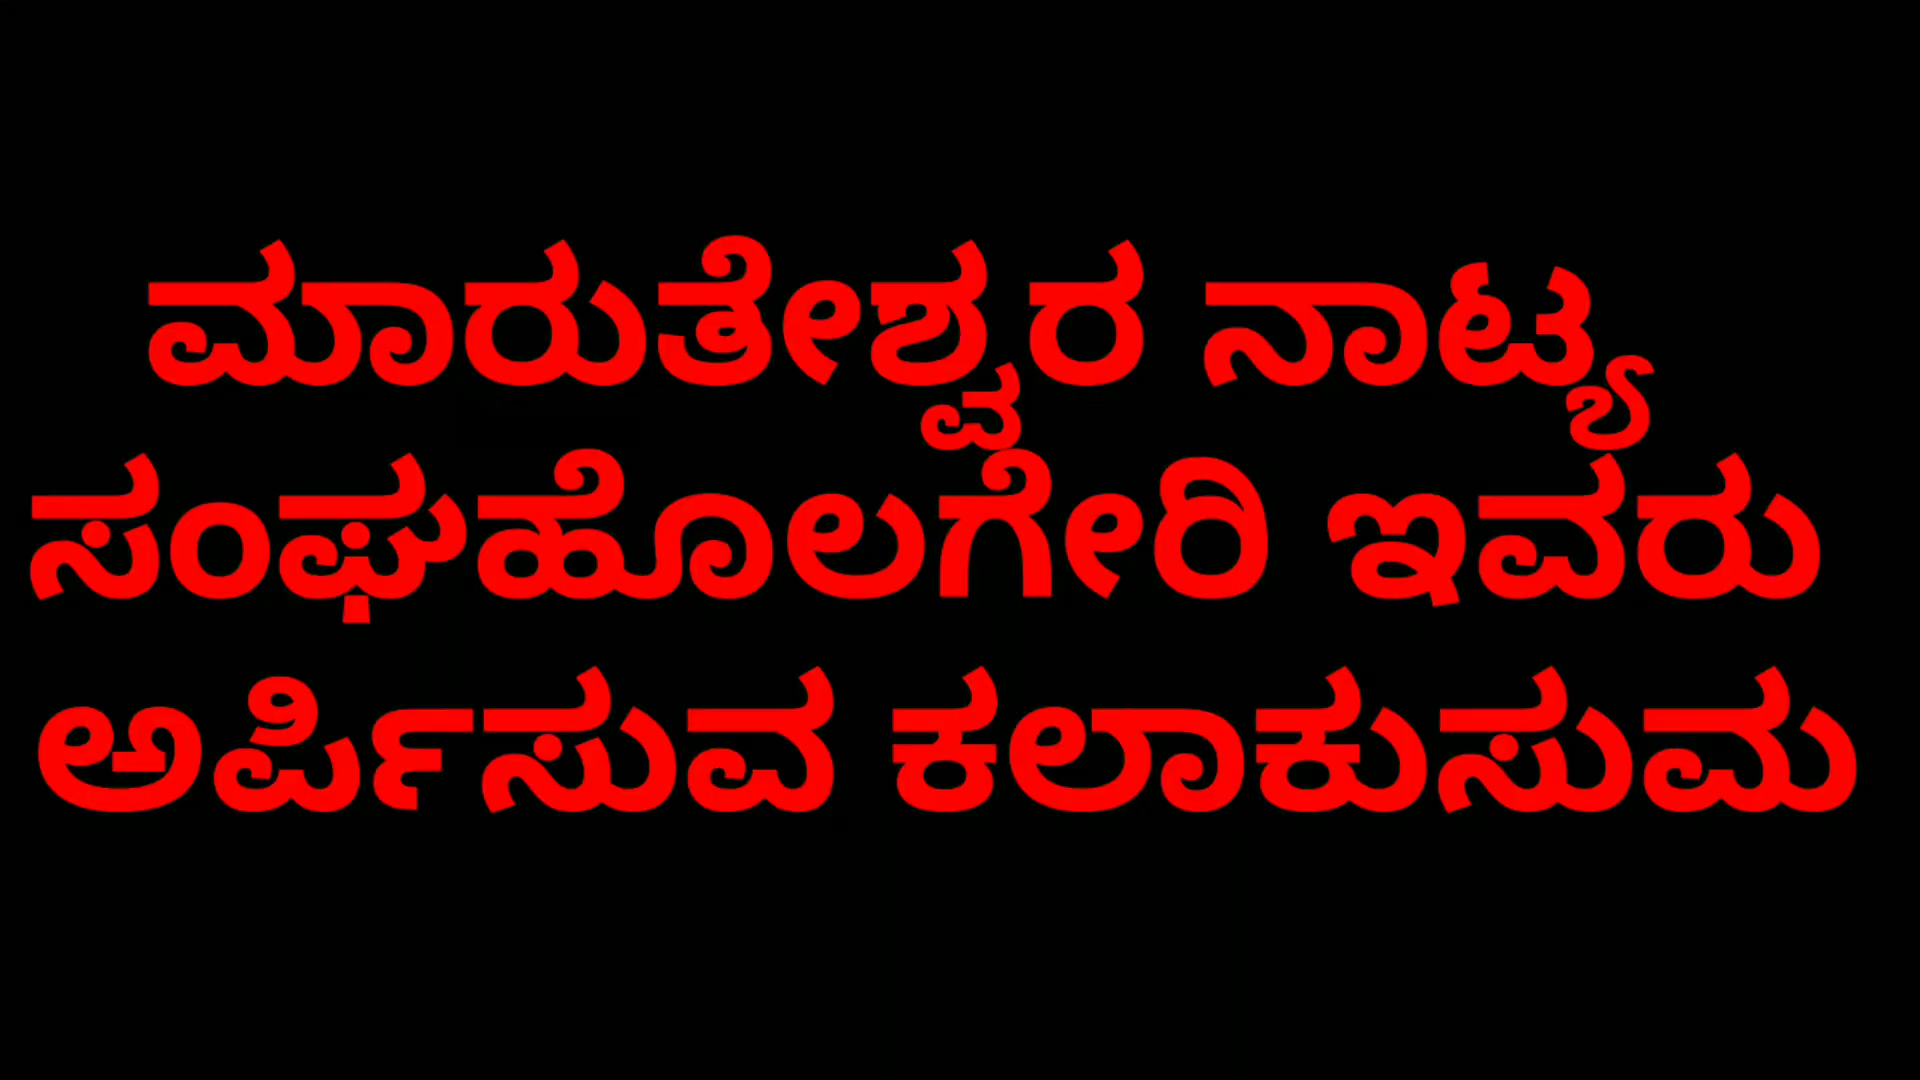 ಮಾರುತೇಶ್ವರ ನಾಟ್ಯ
ಸಂಘಹೊಲಗೇರಿ ಇವರು
ಅರ್ಪಿಸುವ ಕಲಾಕುಸುಮ